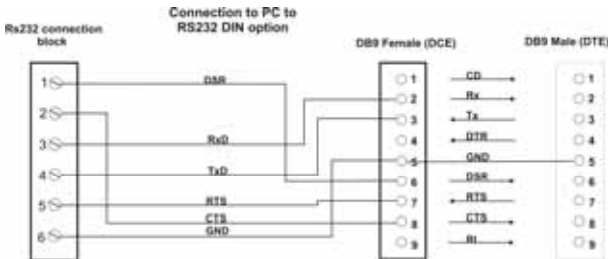 Connection to PC to
RS232 DIN option
Rs232 connection
block
DB9 Female (DCE)
DB9 Male (DTE)
1 DSR 1 CD 1
2 2 Rx 2
3 RxD 3 Tx 3
4 TxD 4 DTR 4
5 RTS 5 GND 5
6 CTS 6 DSR 6
GND 7 RTS 7
8 CTS 8
9 RI 9